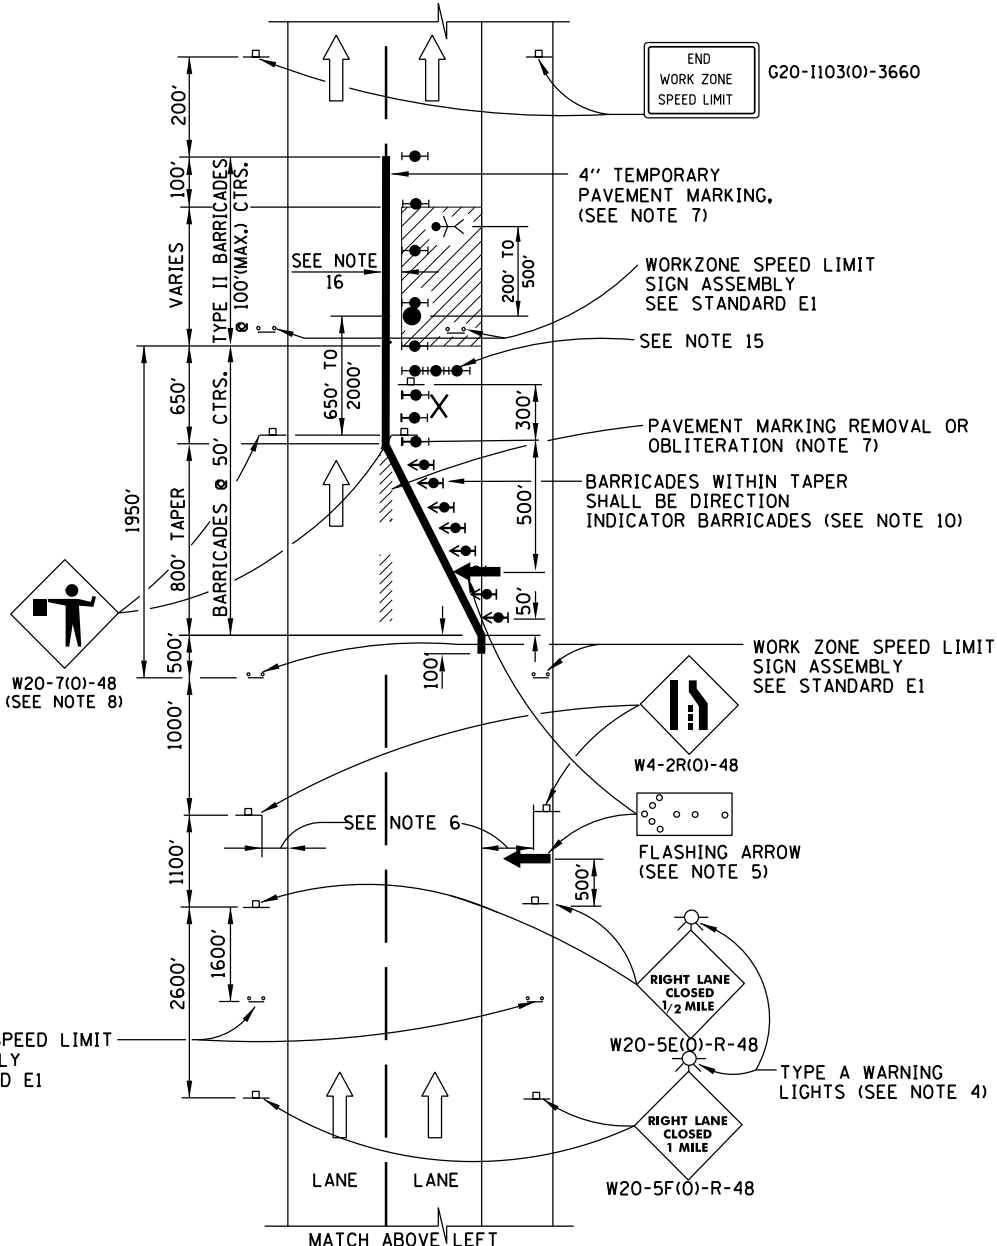 END
WORK ZONE
SPEED LIMIT
G20-I103(0)-3660
200'
100'
VARIES
TYPE II BARRICADES
@ 100'(MAX.) CTRS.
4'' TEMPORARY
PAVEMENT MARKING,
(SEE NOTE 7)
SEE NOTE
16
200' TO
500'
WORKZONE SPEED LIMIT
SIGN ASSEMBLY
SEE STANDARD E1
SEE NOTE 15
650'
650' TO
2000'
300'
PAVEMENT MARKING REMOVAL OR
OBLITERATION (NOTE 7)
BARRICADES WITHIN TAPER
SHALL BE DIRECTION
INDICATOR BARRICADES (SEE NOTE 10)
1950'
800' TAPER
BARRICADES @ 50' CTRS.
500'
50'
W20-7(0)-48
(SEE NOTE 8)
500'
100'
WORK ZONE SPEED LIMIT
SIGN ASSEMBLY
SEE STANDARD E1
1000'
W4-2R(0)-48
SEE NOTE 6
FLASHING ARROW
(SEE NOTE 5)
1100'
500'
1600'
2600'
RIGHT LANE
CLOSED
1/2 MILE
W20-5E(0)-R-48
SPEED LIMIT
LY
D E1
TYPE A WARNING
LIGHTS (SEE NOTE 4)
RIGHT LANE
CLOSED
1 MILE
W20-5F(0)-R-48
LANE LANE
MATCH ABOVE LEFT